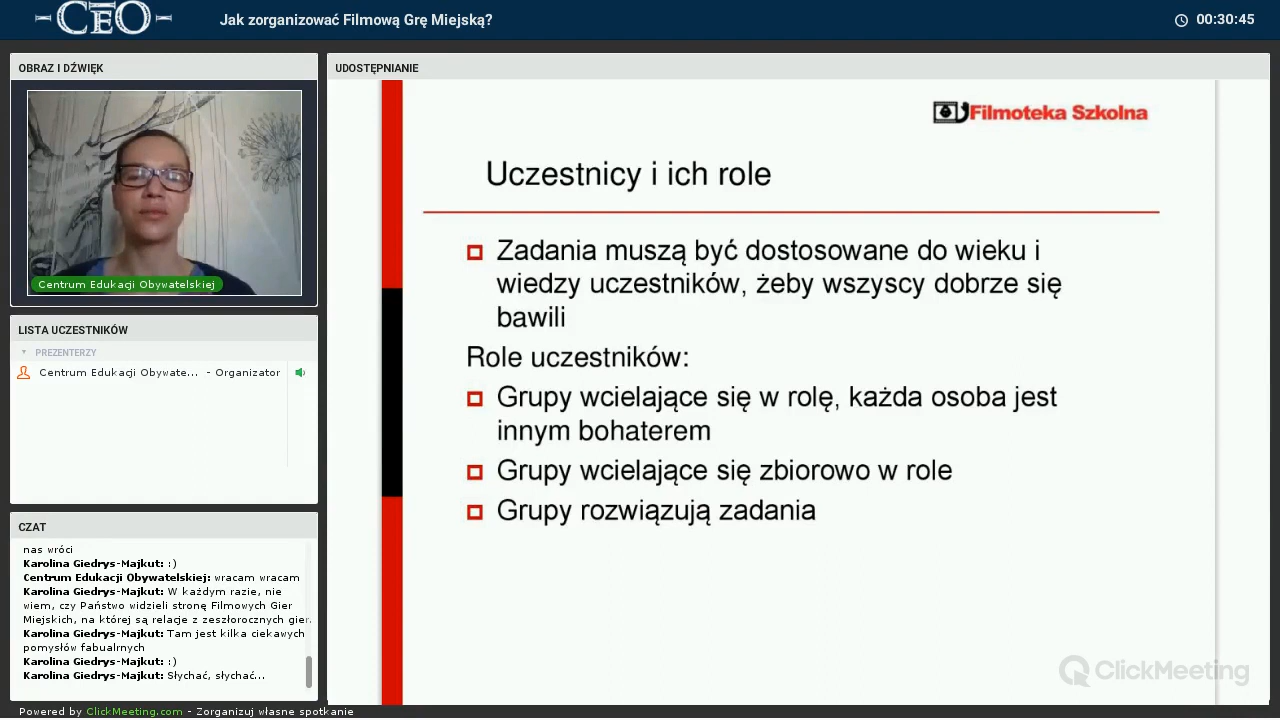 CEO
Jak zorganizować Filmową Grę Miejską?
00:30:45
OBRAZ I DŹWIĘK
Centrum Edukacji Obywatelskiej
LISTA UCZESTNIKÓW
PREZENTERZY
Centrum Edukacji Obywate... - Organizator
CZAT
nas wróci
Karolina Giedrys-Majkut: :)
Centrum Edukacji Obywatelskiej: wracam wracam
Karolina Giedrys-Majkut: W każdym razie, nie
wiem, czy Państwo widzieli stronę Filmowych Gier
Miejskich, na której są relacje z zeszłorocznych gier.
Karolina Giedrys-Majkut: Tam jest kilka ciekawych
pomysłów fabualrnych
Karolina Giedrys-Majkut: :)
Karolina Giedrys-Majkut: Słychać, słychać...
UDOSTĘPNIANIE
Filmoteka Szkolna
Uczestnicy i ich role
Zadania muszą być dostosowane do wieku i
wiedzy uczestników, żeby wszyscy dobrze się
bawili
Role uczestników:
Grupy wcielające się w rolę, każda osoba jest
innym bohaterem
Grupy wcielające się zbiorowo w role
Grupy rozwiązują zadania
ClickMeeting
Powered by ClickMeeting.com - Zorganizuj własne spotkanie